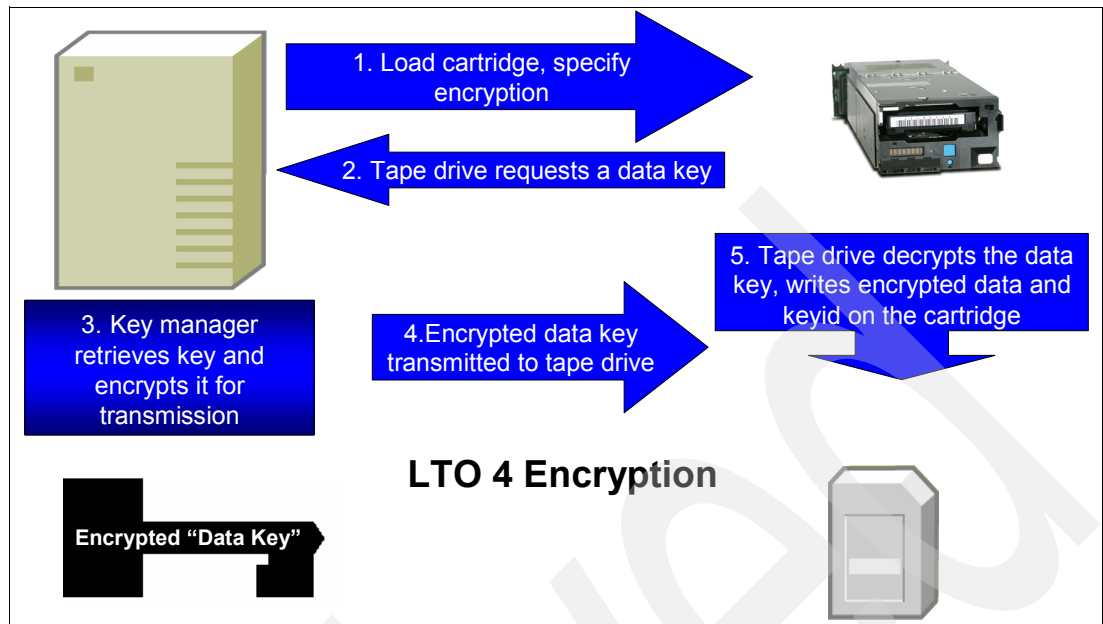 1. Load cartridge, specify
encryption
2. Tape drive requests a data key
3. Key manager
retrieves key and
encrypts it for
transmission
4.Encrypted data key
transmitted to tape drive
5. Tape drive decrypts the data
key, writes encrypted data and
keyid on the cartridge
LTO 4 Encryption
Encrypted “Data Key”